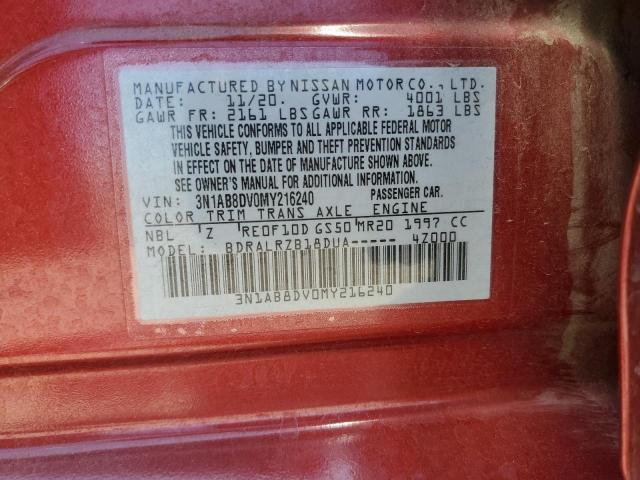 MANUFACTURED BY NISSAN MOTOR CO., LTD.
DATE: 11/20. GVWR: 4001 LBS
GAWR FR: 2161 LBS GAWR RR: 1863 LBS
THIS VEHICLE CONFORMS TO ALL APPLICABLE FEDERAL MOTOR
VEHICLE SAFETY, BUMPER AND THEFT PREVENTION STANDARDS
IN EFFECT ON THE DATE OF MANUFACTURE SHOWN ABOVE.
SEE OWNER'S MANUAL FOR ADDITIONAL INFORMATION.
VIN: 3N1AB8DV0MY216240 PASSENGER CAR.
COLOR TRIM TRANS AXLE ENGINE
NBL 'Z 'RE0F10D GS50 MR20 1997 CC
MODEL: BDRALRZB18DUA----- 4Z000
3N1AB8DV0MY216240